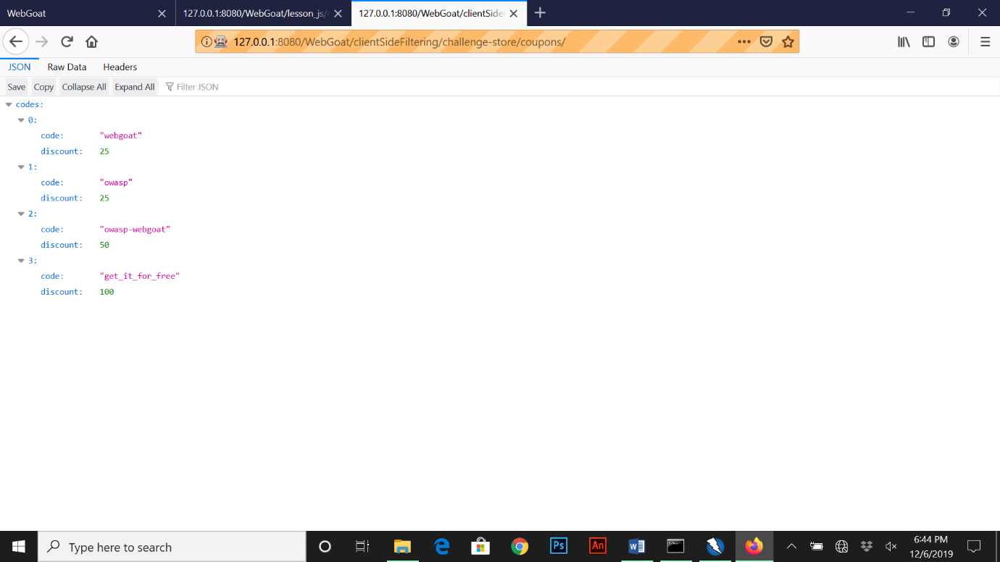 WebGoat
127.0.0.1:8080/WebGoat/lesson_js/
127.0.0.1:8080/WebGoat/clientSide
127.0.0.1:8080/WebGoat/clientSideFiltering/challenge-store/coupons/
JSON Raw Data Headers
Save Copy Collapse All Expand All Filter JSON
codes:
0:
code: "webgoat"
discount: 25
1:
code: "owasp"
discount: 25
2:
code: "owasp-webgoat"
discount: 50
3:
code: "get_it_for_free"
discount: 100
Type here to search
Ps
An
W
6:44 PM
12/6/2019